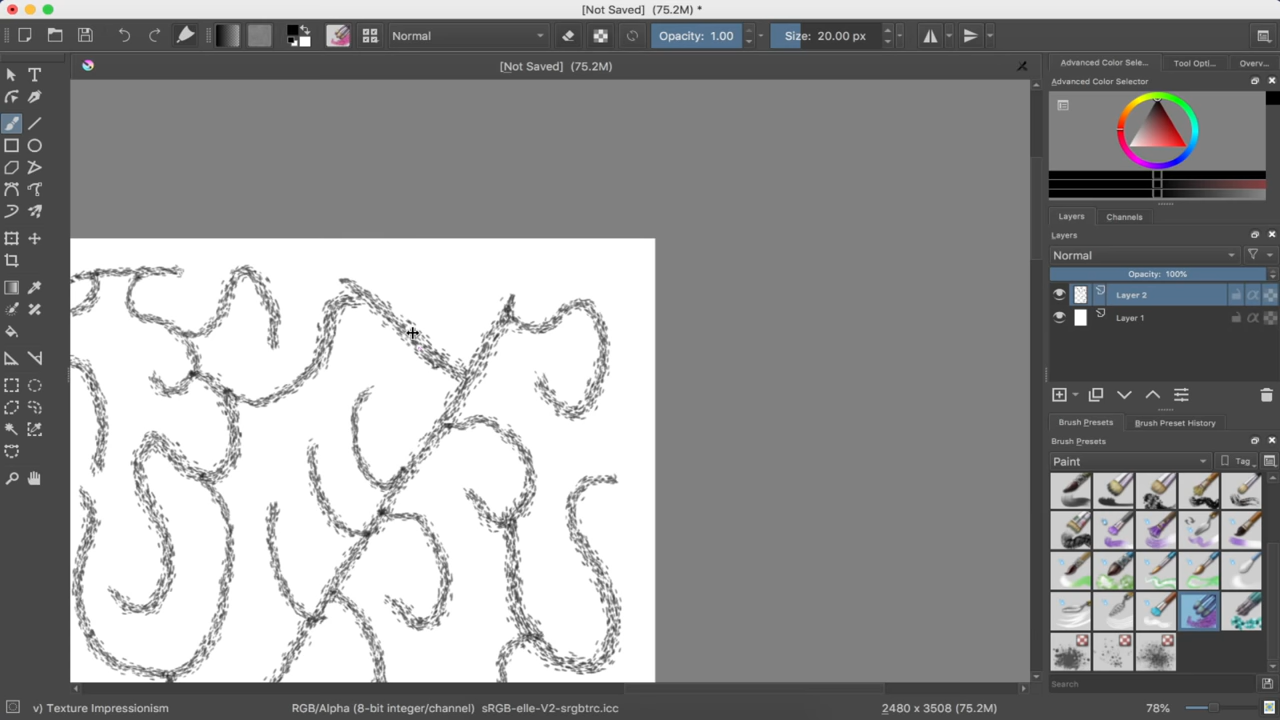 [Not Saved] (75.2M) *
Normal
Opacity: 1.00
Size: 20.00 px
[Not Saved] (75.2M)
Advanced Color Sele...
Tool Opti...
Overv...
Advanced Color Selector
Layers
Channels
Layers
Normal
Opacity: 100%
Layer 2
Layer 1
Brush Presets
Brush Preset History
Brush Presets
Paint
Tag
Search
v) Texture Impressionism
RGB/Alpha (8-bit integer/channel) sRGB-elle-V2-srgbtrc.icc
2480 x 3508 (75.2M)
78%